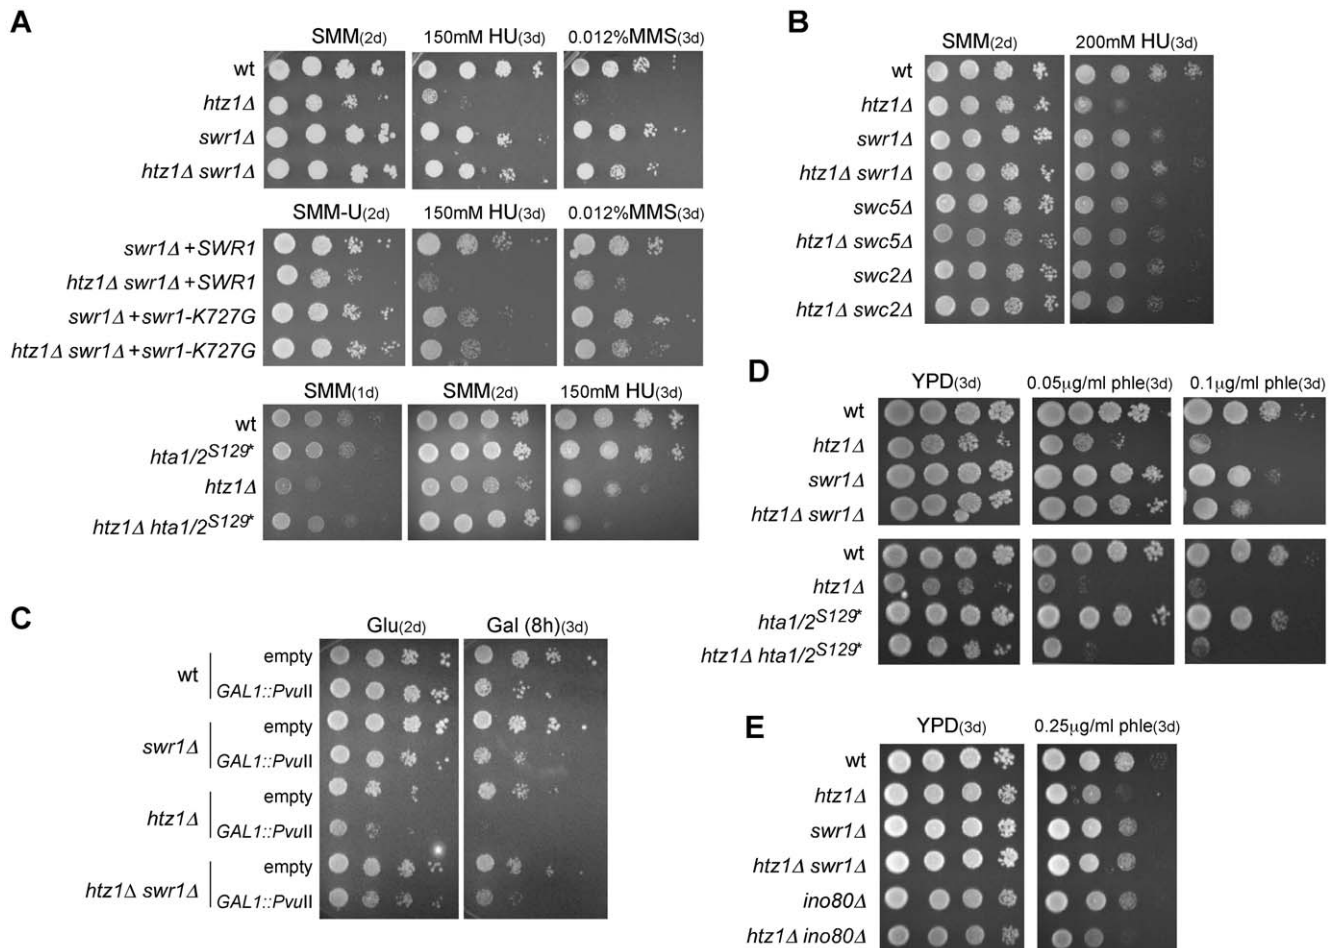 A
SMM(2d) 150mM HU(3d) 0.012%MMS(3d)
wt
htz1Δ
swr1Δ
htz1Δ swr1Δ
SMM-U(2d) 150mM HU(3d) 0.012%MMS(3d)
swr1Δ+SWR1
htz1Δ swr1Δ+SWR1
swr1Δ+swr1-K727G
htz1Δ swr1Δ+swr1-K727G
SMM(1d) SMM(2d) 150mM HU(3d)
wt
hta1/2S129*
htz1Δ
htz1Δ hta1/2S129*
B
SMM(2d) 200mM HU(3d)
wt
htz1Δ
swr1Δ
htz1Δ swr1Δ
swc5Δ
htz1Δ swc5Δ
swc2Δ
htz1Δ swc2Δ
C
Glu(2d) Gal (8h)(3d)
wt
empty
GAL1::PvuII
swr1Δ
empty
GAL1::PvuII
htz1Δ
empty
GAL1::PvuII
htz1Δ swr1Δ
empty
GAL1::PvuII
D
YPD(3d) 0.05μg/ml phle(3d) 0.1μg/ml phle(3d)
wt
htz1Δ
swr1Δ
htz1Δ swr1Δ
wt
htz1Δ
hta1/2S129*
htz1Δ hta1/2S129*
E
YPD(3d) 0.25μg/ml phle(3d)
wt
htz1Δ
swr1Δ
htz1Δ swr1Δ
ino80Δ
htz1Δ ino80Δ